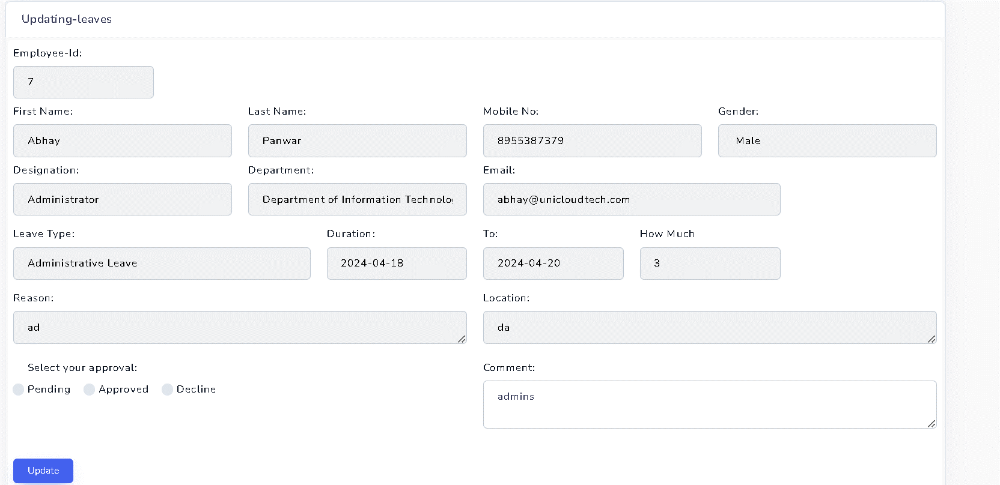 Updating-leaves
Employee-Id:
7
First Name: Last Name: Mobile No: Gender:
Abhay Panwar 8955387379 Male
Designation: Department: Email:
Administrator Department of Information Technolo abhay@unicloudtech.com
Leave Type: Duration: To: How Much
Administrative Leave 2024-04-18 2024-04-20 3
Reason: Location:
ad da
Select your approval: Comment:
Pending Approved Decline
admins
Update